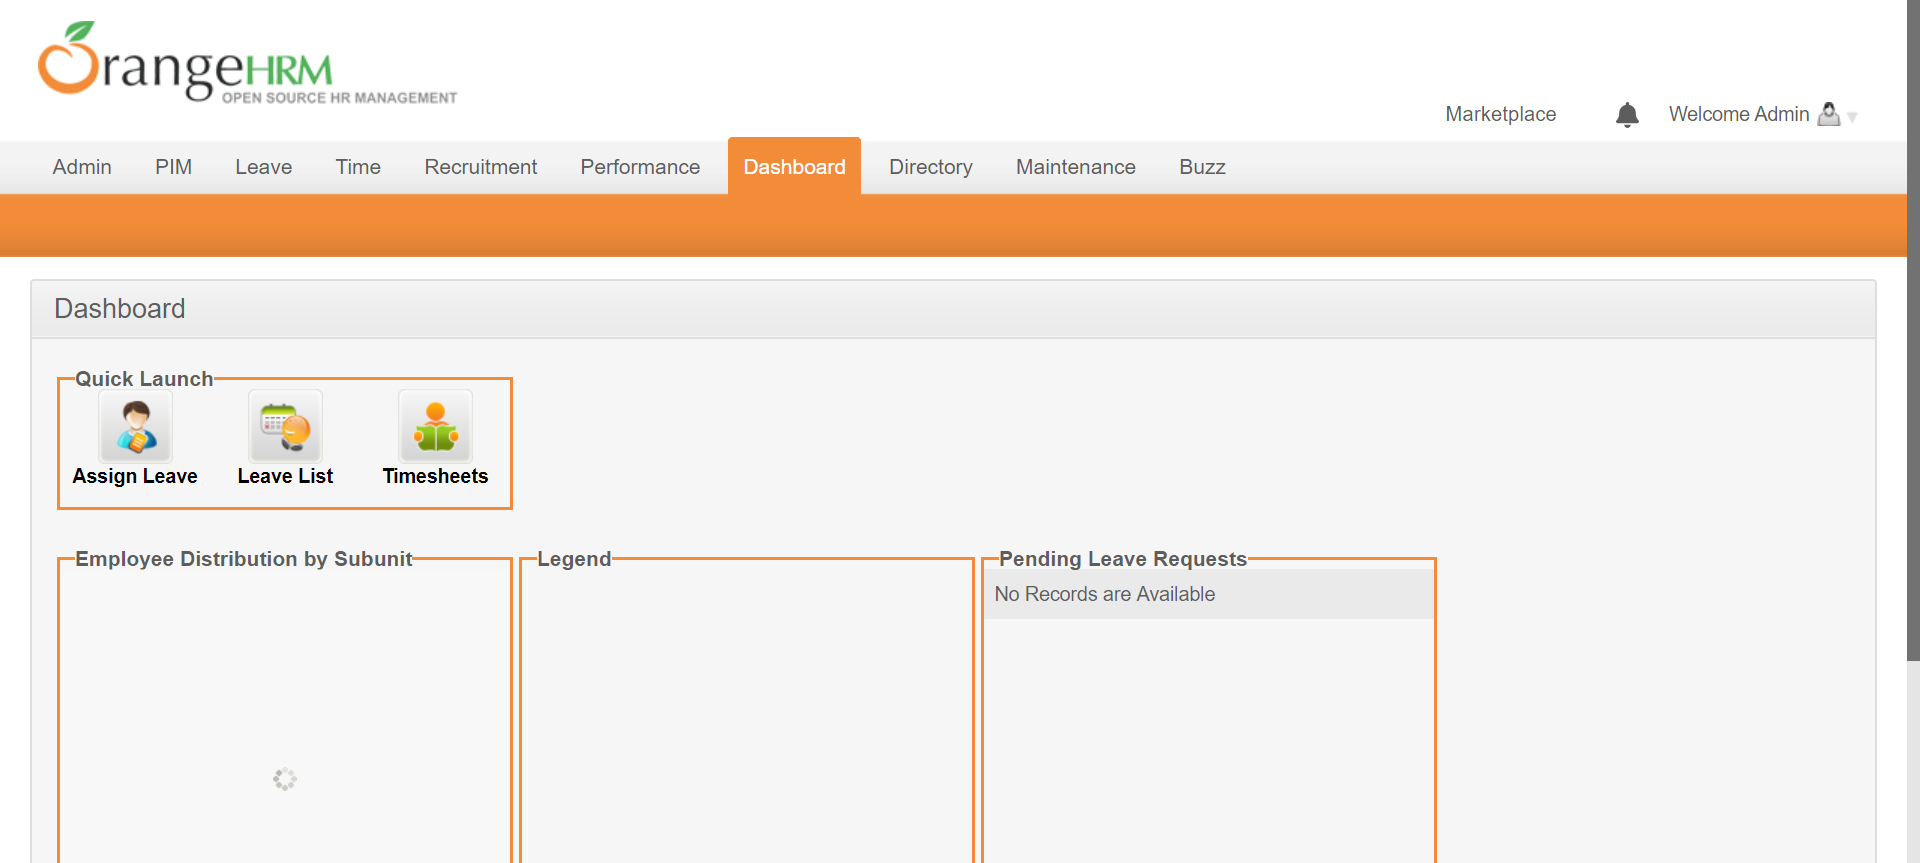 OrangeHRM
OPEN SOURCE HR MANAGEMENT
Marketplace
Welcome Admin
Admin PIM Leave Time Recruitment Performance Dashboard Directory Maintenance Buzz
Dashboard
Quick Launch
Assign Leave Leave List Timesheets
Employee Distribution by Subunit
Legend
Pending Leave Requests
No Records are Available